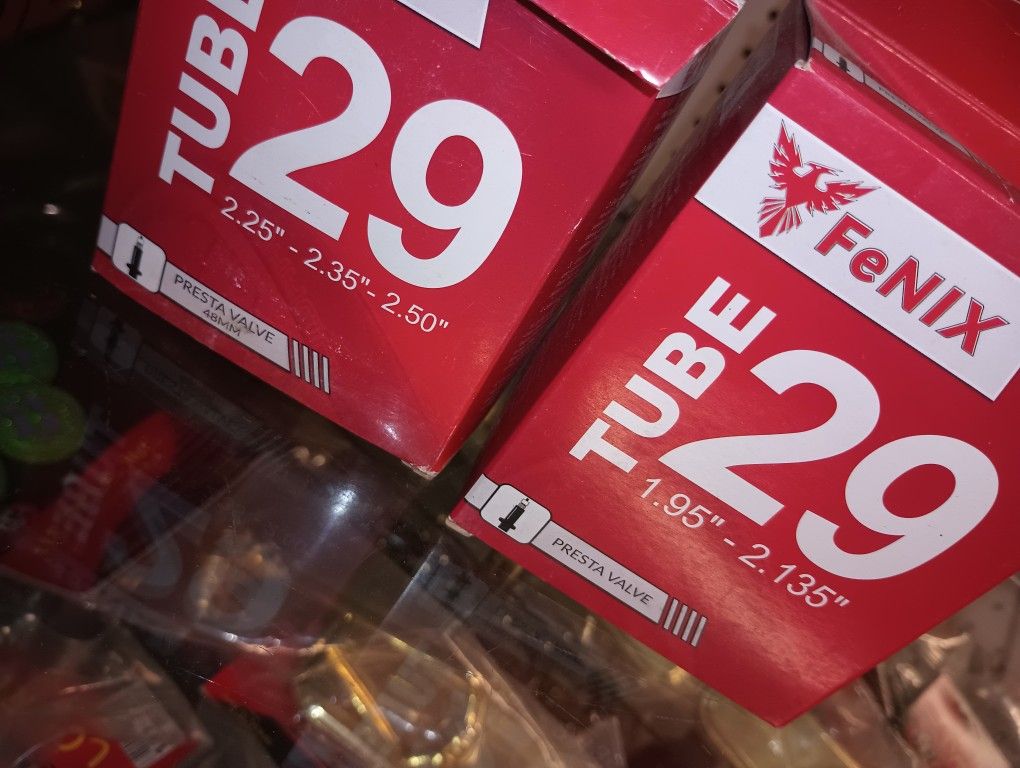 TUBE
29
2.25" - 2.35"- 2.50"
PRESTA VALVE
48MM
FeNIX
TUBE
29
1.95" - 2.135"
PRESTA VALVE